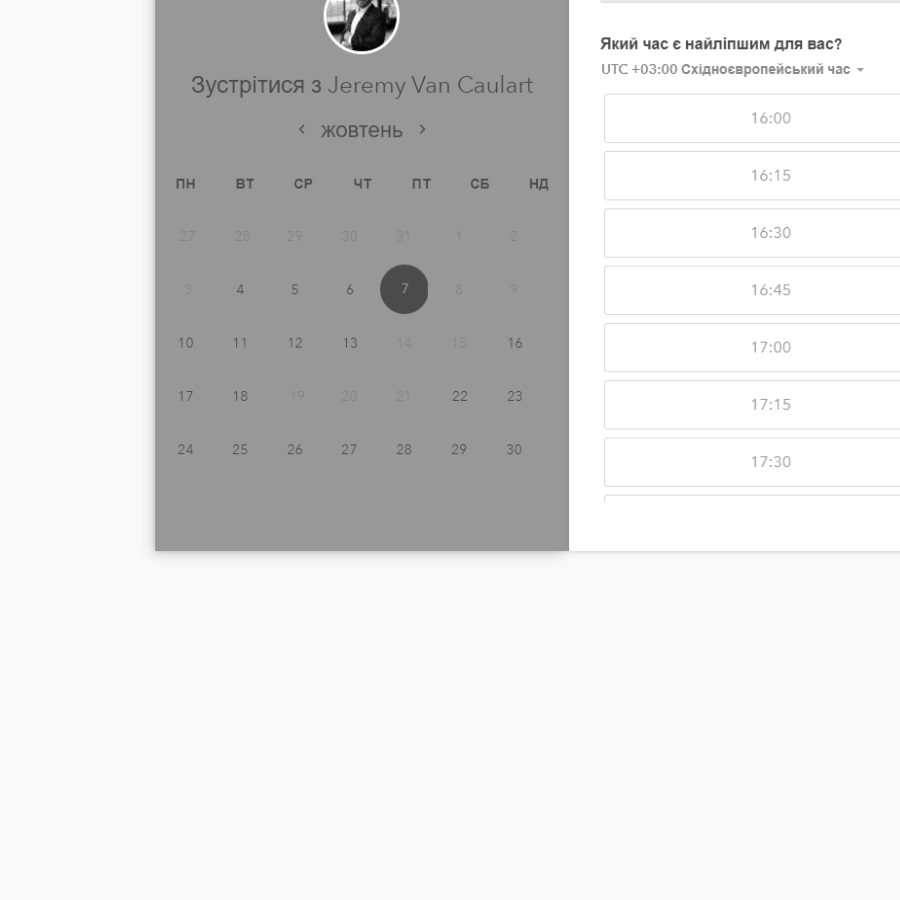 Зустрітися з Jeremy Van Caulart
жовтень
ПН ВТ СР ЧТ ПТ СБ НД
27 28 29 30 31 1 2
3 4 5 6 7 8 9
10 11 12 13 14 15 16
17 18 19 20 21 22 23
24 25 26 27 28 29 30
Який час є найліпшим для вас?
UTC +03:00 Східноєвропейський час
16:00
16:15
16:30
16:45
17:00
17:15
17:30